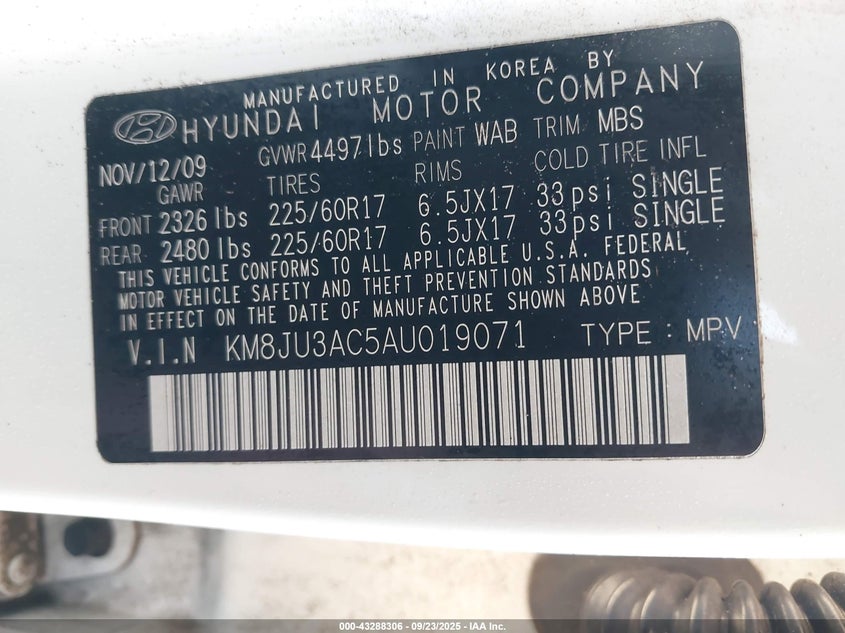 MANUFACTURED IN KOREA BY
HYUNDAI MOTOR COMPANY
NOV/12/09 GVWR 4497lbs PAINT WAB TRIM MBS
GAWR TIRES RIMS COLD TIRE INFL
FRONT 2326 lbs 225/60R17 6.5JX17 33psi SINGLE
REAR 2480 lbs 225/60R17 6.5JX17 33psi SINGLE
THIS VEHICLE CONFORMS TO ALL APPLICABLE U.S.A. FEDERAL
MOTOR VEHICLE SAFETY AND THEFT PREVENTION STANDARDS
IN EFFECT ON THE DATE OF MANUFACTURE SHOWN ABOVE
V.I.N KM8JU3AC5AU019071 TYPE : MPV
000-43288306 - 09/23/2025 - IAA Inc.